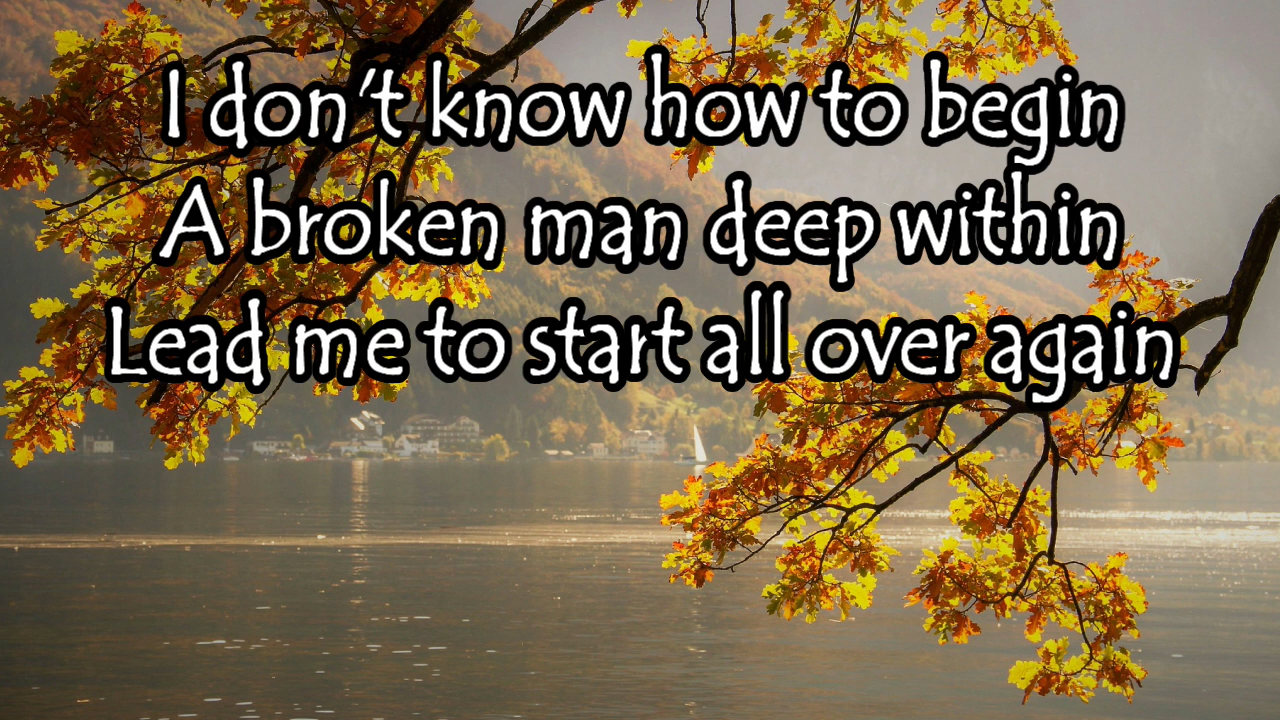 I don't know how to begin
A broken man deep within
Lead me to start all over again